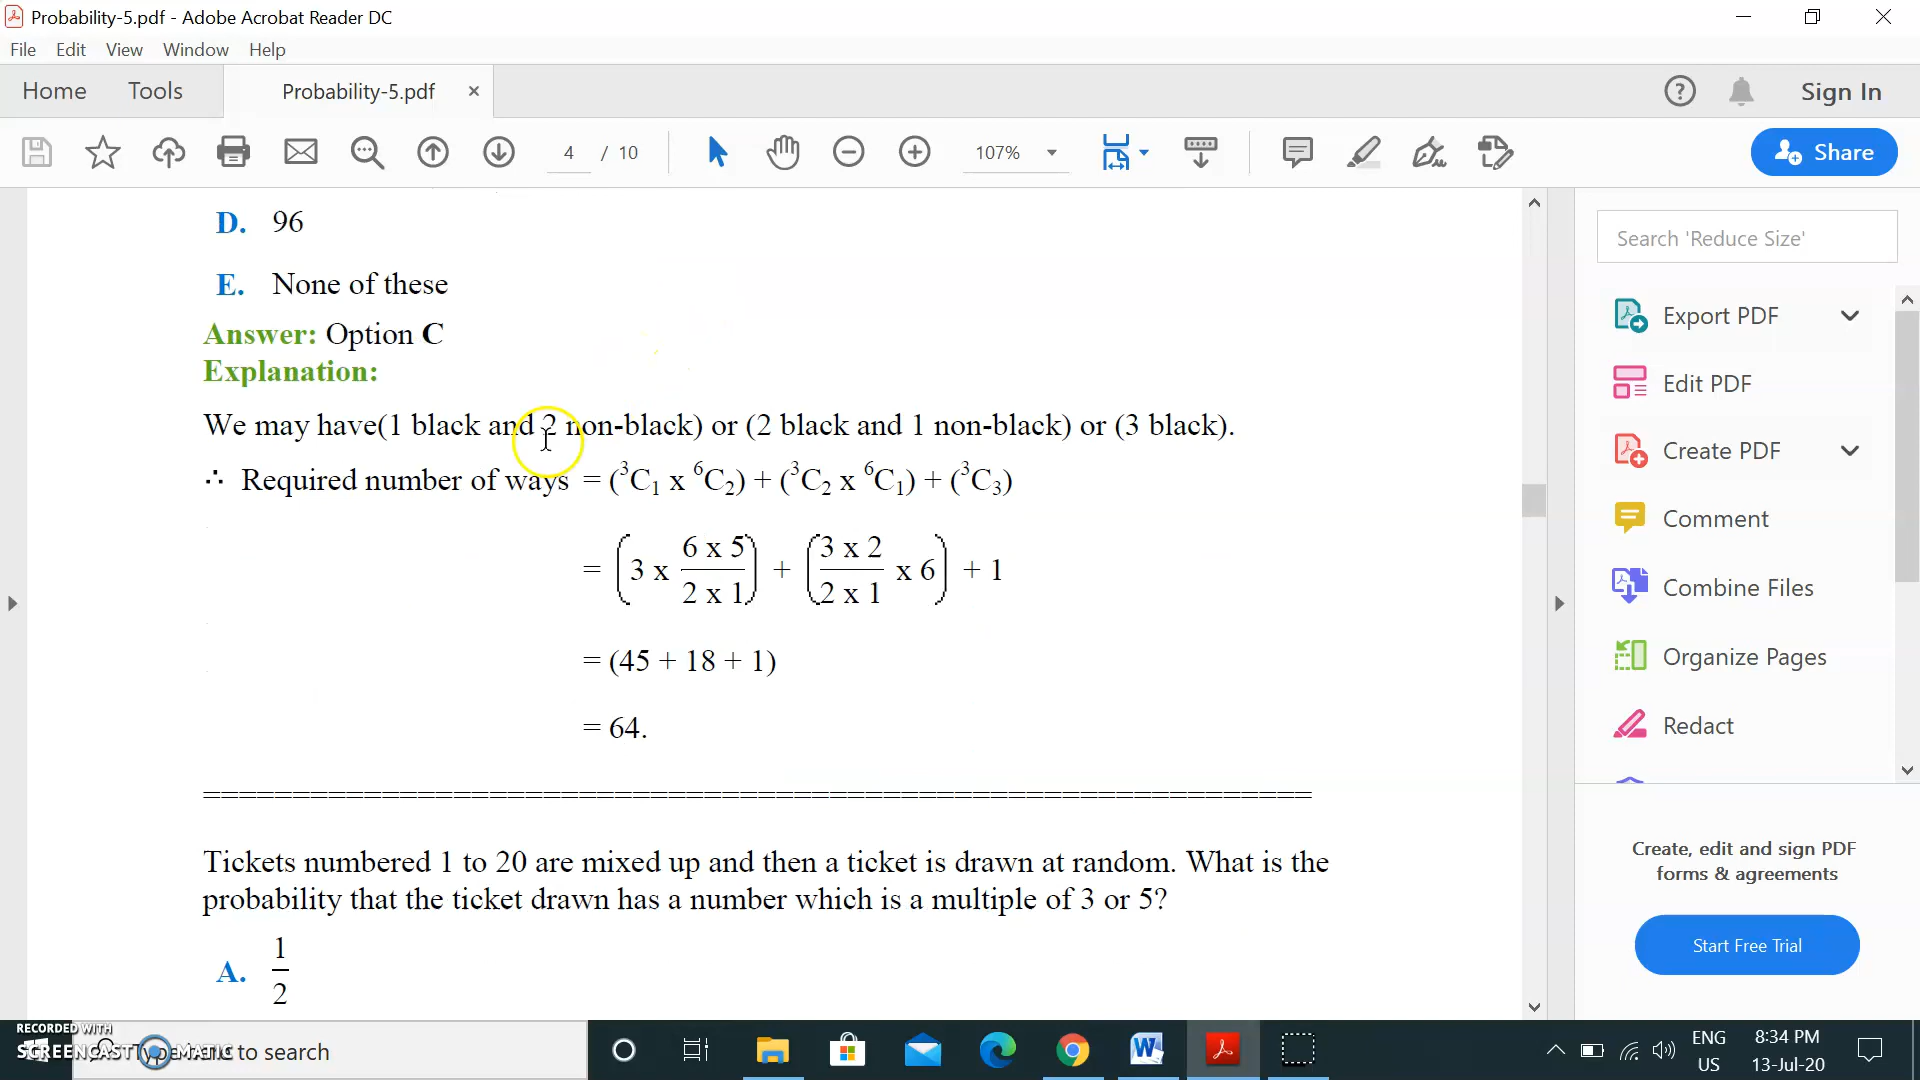 Probability-5.pdf - Adobe Acrobat Reader DC
File Edit View Window Help
Home Tools Probability-5.pdf × Sign In
4 / 10 107% Share
D. 96
E. None of these
Answer: Option C
Explanation:
We may have(1 black and 2 non-black) or (2 black and 1 non-black) or (3 black).
∴ Required number of ways = (³C₁ x ⁶C₂) + (³C₂ x ⁶C₁) + (³C₃)
= (3 x (6 x 5)/(2 x 1)) + ((3 x 2)/(2 x 1) x 6) + 1
= (45 + 18 + 1)
= 64.
==============================================================
Tickets numbered 1 to 20 are mixed up and then a ticket is drawn at random. What is the
probability that the ticket drawn has a number which is a multiple of 3 or 5?
A. 1/2
Search 'Reduce Size'
Export PDF
Edit PDF
Create PDF
Comment
Combine Files
Organize Pages
Redact
Create, edit and sign PDF
forms & agreements
Start Free Trial
RECORDED WITH
SCREENCAST MATIC
to search
ENG
US
8:34 PM
13-Jul-20